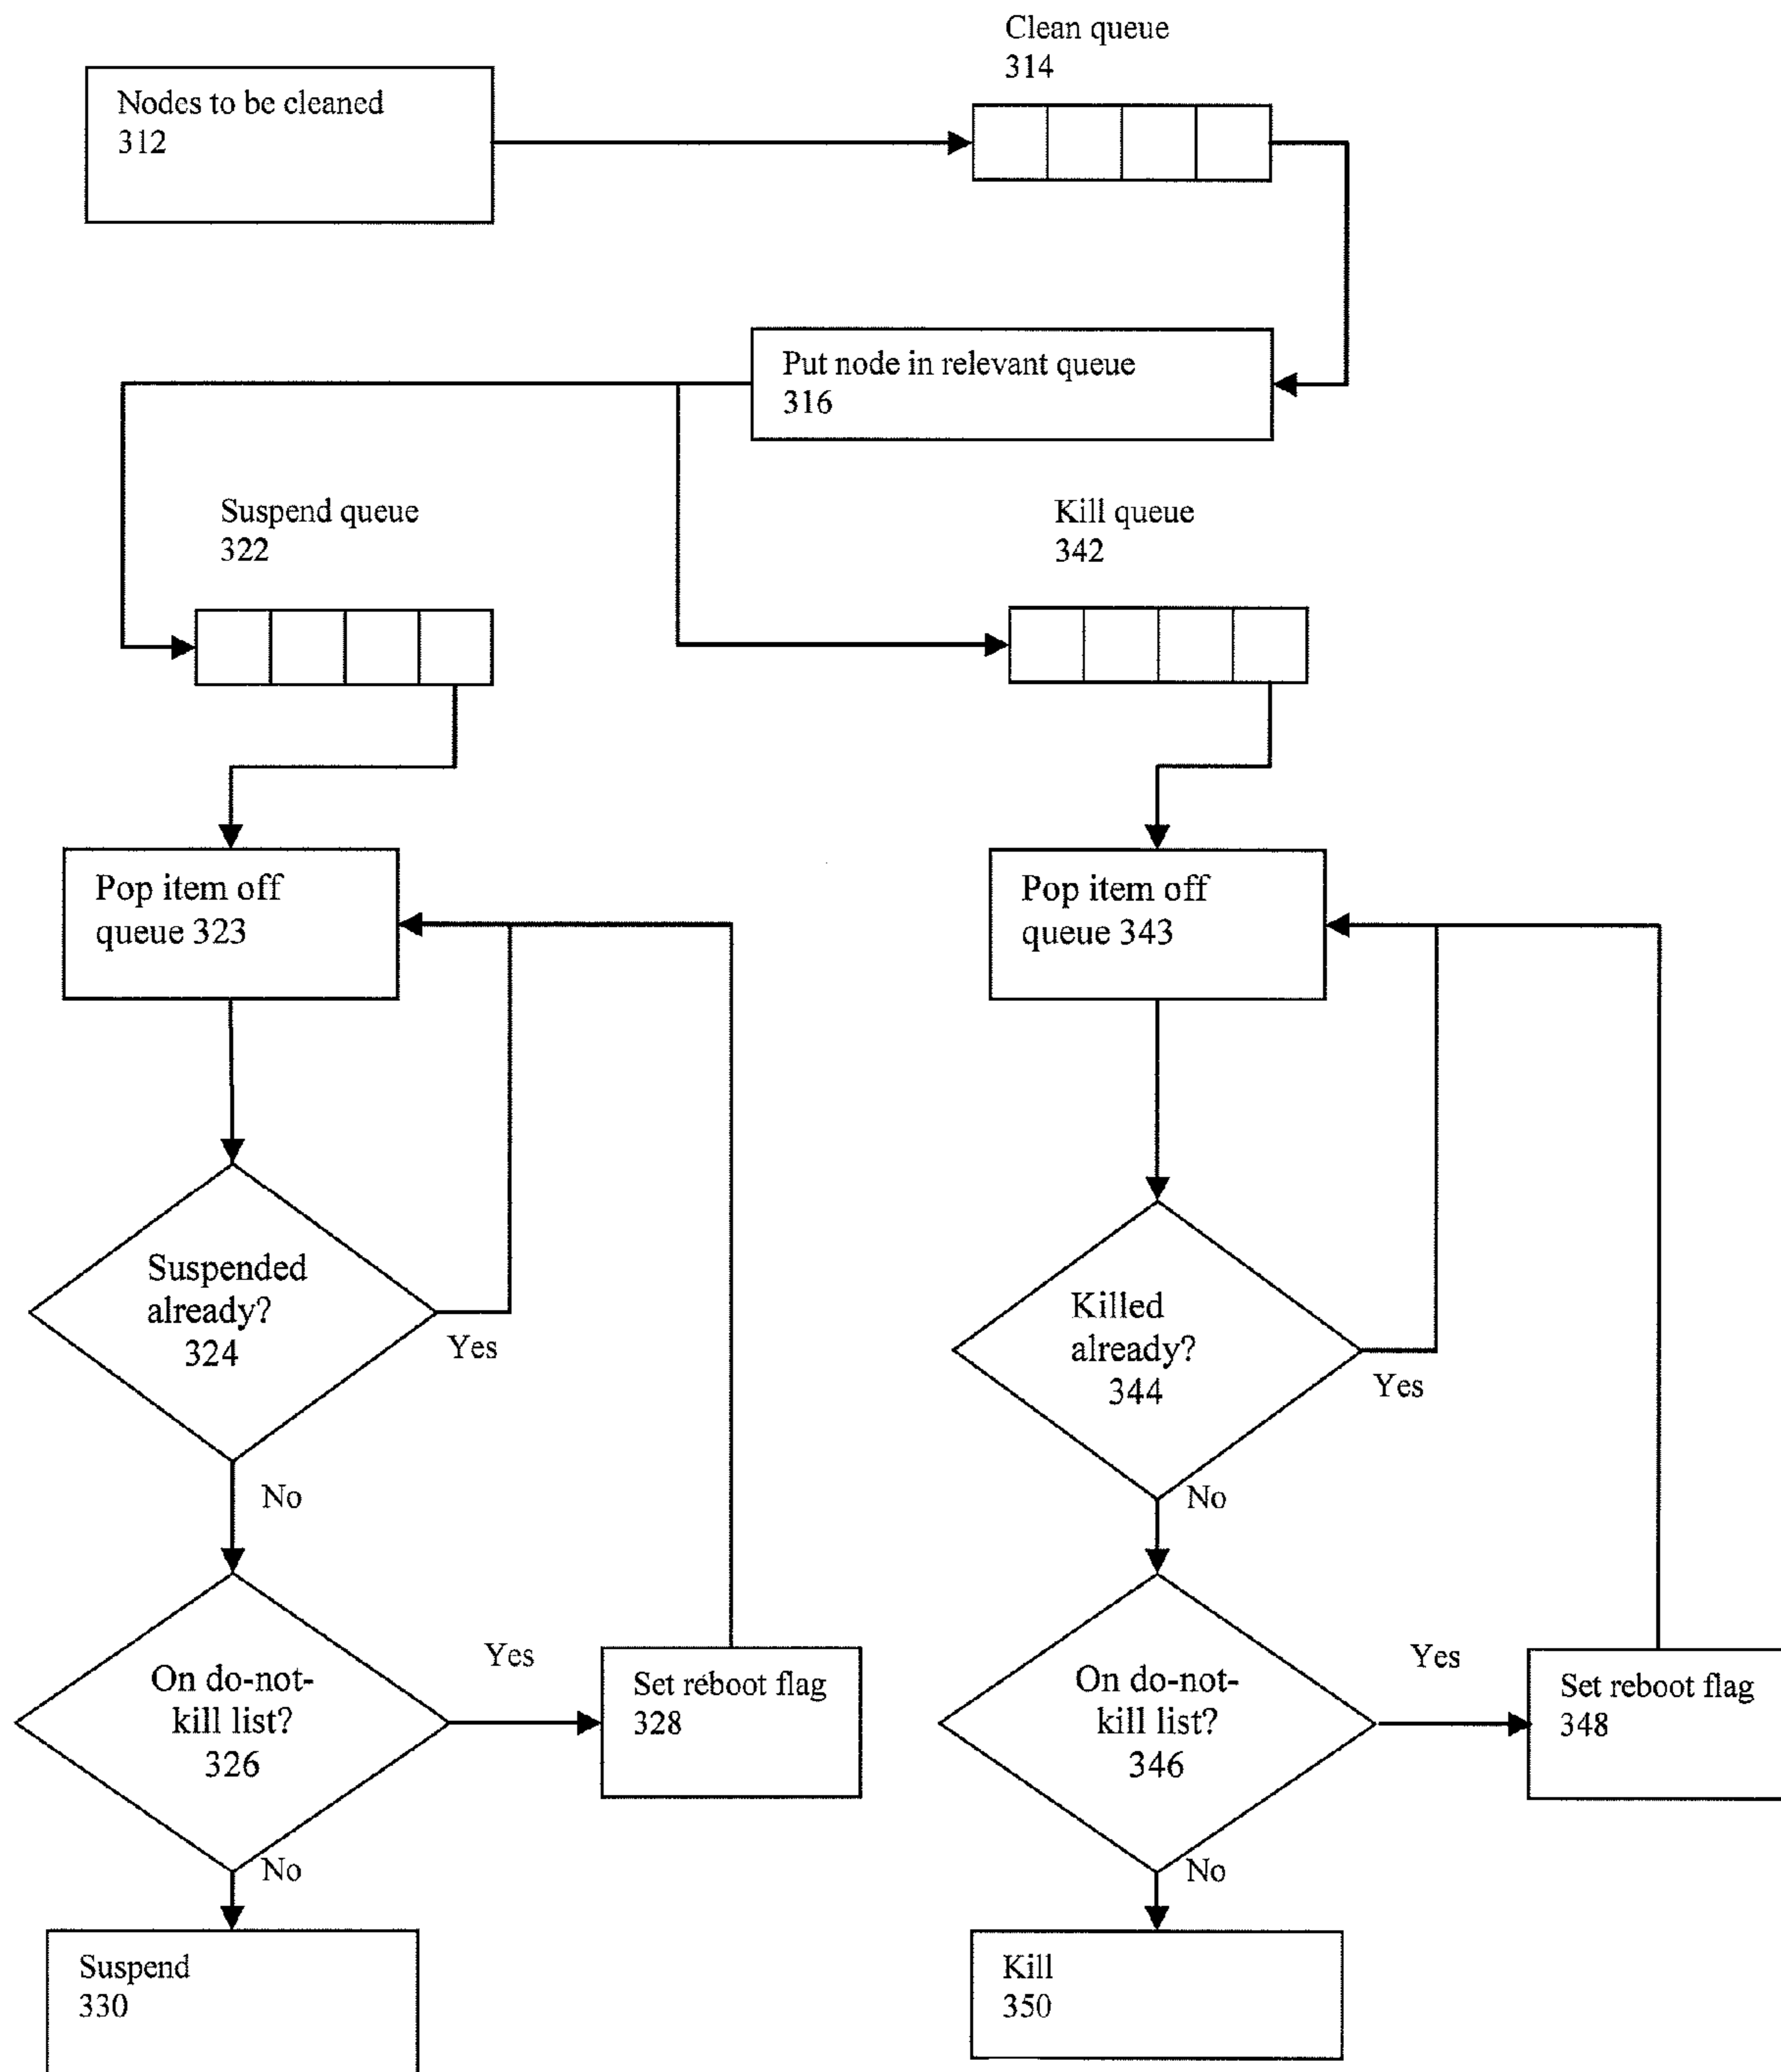 Clean queue
314
Nodes to be cleaned
312
Put node in relevant queue
316
Suspend queue
322
Kill queue
342
Pop item off
queue 323
Pop item off
queue 343
Suspended
already?
324
Yes
Killed
already?
344
Yes
No
No
On do-not-
kill list?
326
Yes
Set reboot flag
328
On do-not-
kill list?
346
Yes
Set reboot flag
348
No
No
Suspend
330
Kill
350